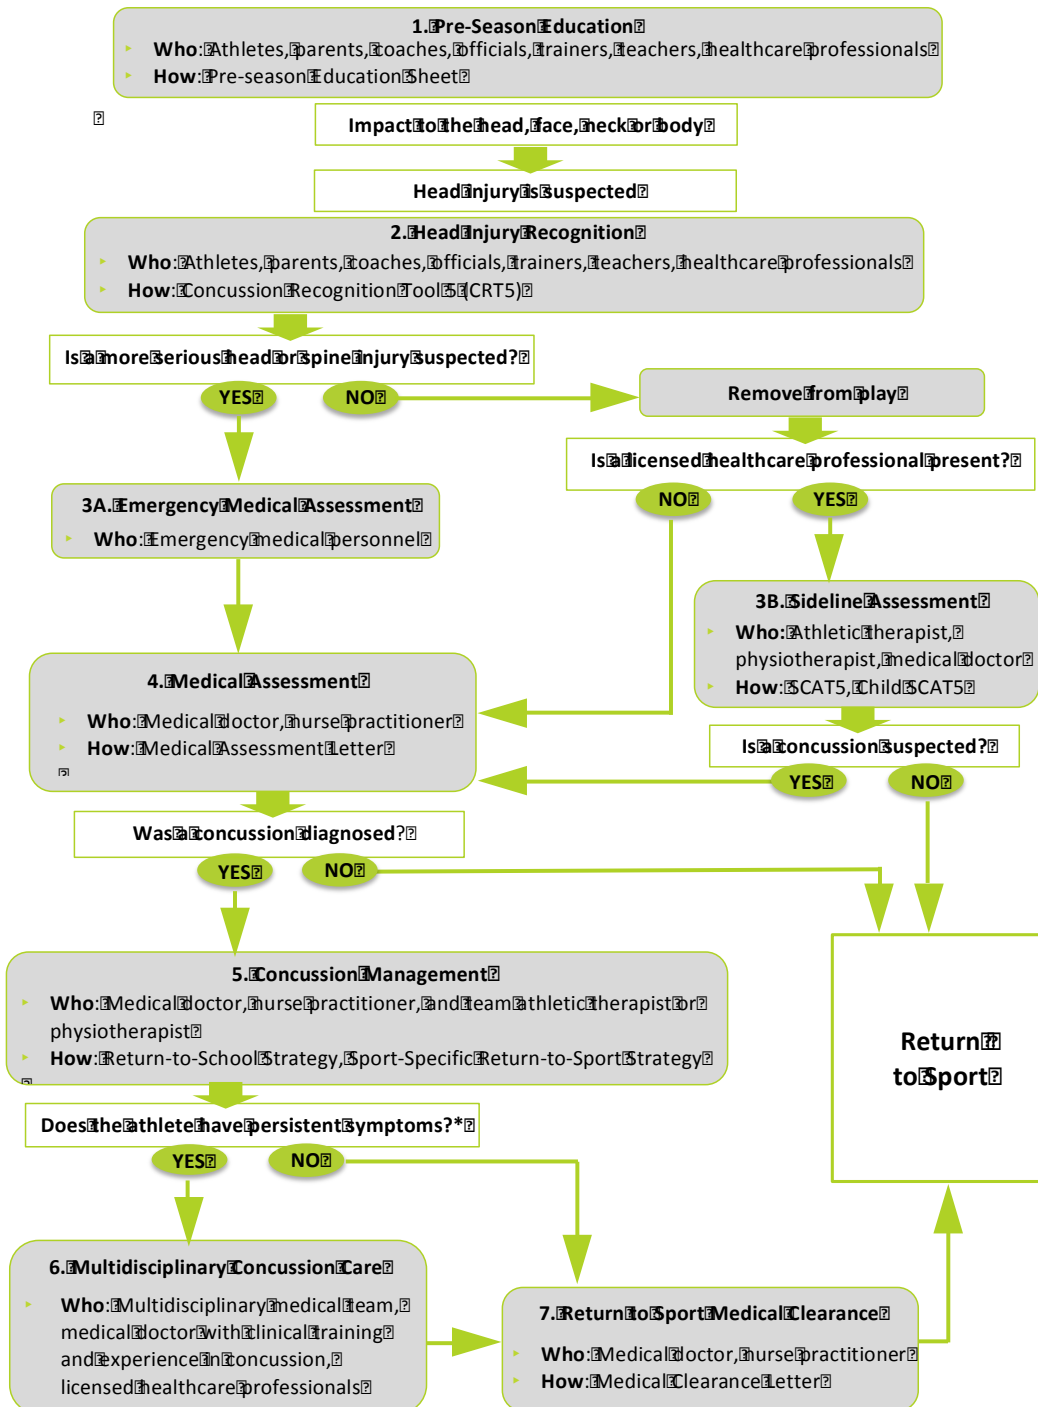 1. Pre-Season Education
Who: Athletes, parents, coaches, officials, trainers, teachers, healthcare professionals
How: Pre-season Education Sheet
Impact to the head, face, neck or body
Head injury is suspected
2. Head Injury Recognition
Who: Athletes, parents, coaches, officials, trainers, teachers, healthcare professionals
How: Concussion Recognition Tool 5 (CRT5)
Is a more serious head or spine injury suspected?
YES NO
Remove from play
Is a licensed healthcare professional present?
NO YES
3A. Emergency Medical Assessment
Who: Emergency medical personnel
3B. Sideline Assessment
Who: Athletic therapist,
physiotherapist, medical doctor
How: SCAT5, Child SCAT5
Is a concussion suspected?
YES NO
4. Medical Assessment
Who: Medical doctor, nurse practitioner
How: Medical Assessment Letter
Was a concussion diagnosed?
YES NO
5. Concussion Management
Who: Medical doctor, nurse practitioner, and team athletic therapist or
physiotherapist
How: Return-to-School Strategy, Sport-Specific Return-to-Sport Strategy
Return
to Sport
Does the athlete have persistent symptoms?*
YES NO
6. Multidisciplinary Concussion Care
Who: Multidisciplinary medical team,
medical doctor with clinical training
and experience in concussion,
licensed healthcare professionals
7. Return to Sport Medical Clearance
Who: Medical doctor, nurse practitioner
How: Medical Clearance Letter